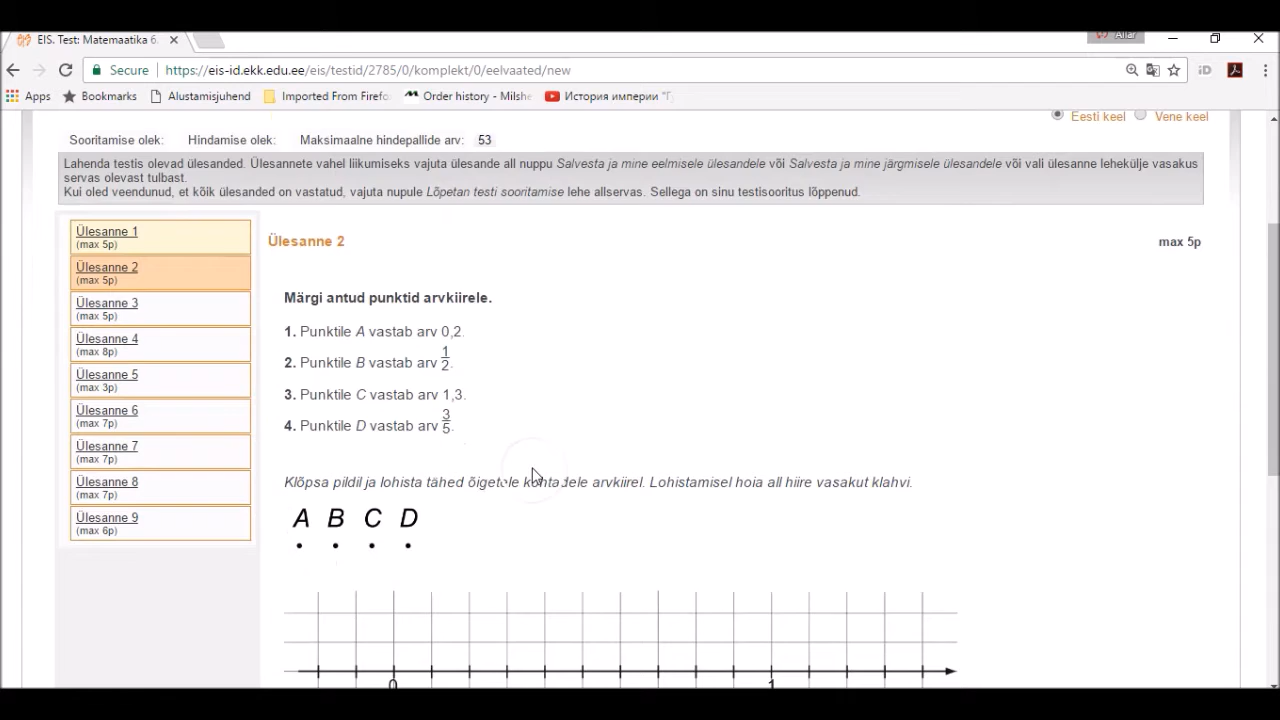 EIS. Test: Matemaatika 6.
Allar
Secure
https://eis-id.ekk.edu.ee/eis/testid/2785/0/komplekt/0/eelvaated/new
Apps Bookmarks Alustamisjuhend Imported From Firefo Order history - Milshe История империи "Г
Eesti keel Vene keel
Sooritamise olek: Hindamise olek: Maksimaalne hindepallide arv: 53
Lahenda testis olevad ülesanded. Ülesannete vahel liikumiseks vajuta ülesande all nuppu Salvesta ja mine eelmisele ülesandele või Salvesta ja mine järgmisele ülesandele või vali ülesanne lehekülje vasakus
servas olevast tulbast.
Kui oled veendunud, et kõik ülesanded on vastatud, vajuta nupule Lõpetan testi sooritamise lehe allservas. Sellega on sinu testisooritus lõppenud.
Ülesanne 1
(max 5p)
Ülesanne 2
(max 5p)
Ülesanne 3
(max 5p)
Ülesanne 4
(max 8p)
Ülesanne 5
(max 3p)
Ülesanne 6
(max 7p)
Ülesanne 7
(max 7p)
Ülesanne 8
(max 7p)
Ülesanne 9
(max 6p)
Ülesanne 2 max 5p
Märgi antud punktid arvkiirele.
1. Punktile A vastab arv 0,2.
2. Punktile B vastab arv 1/2.
3. Punktile C vastab arv 1,3.
4. Punktile D vastab arv 3/5.
Klõpsa pildil ja lohista tähed õigetele kohtadele arvkiirel. Lohistamisel hoia all hiire vasakut klahvi.
A B C D
0 1